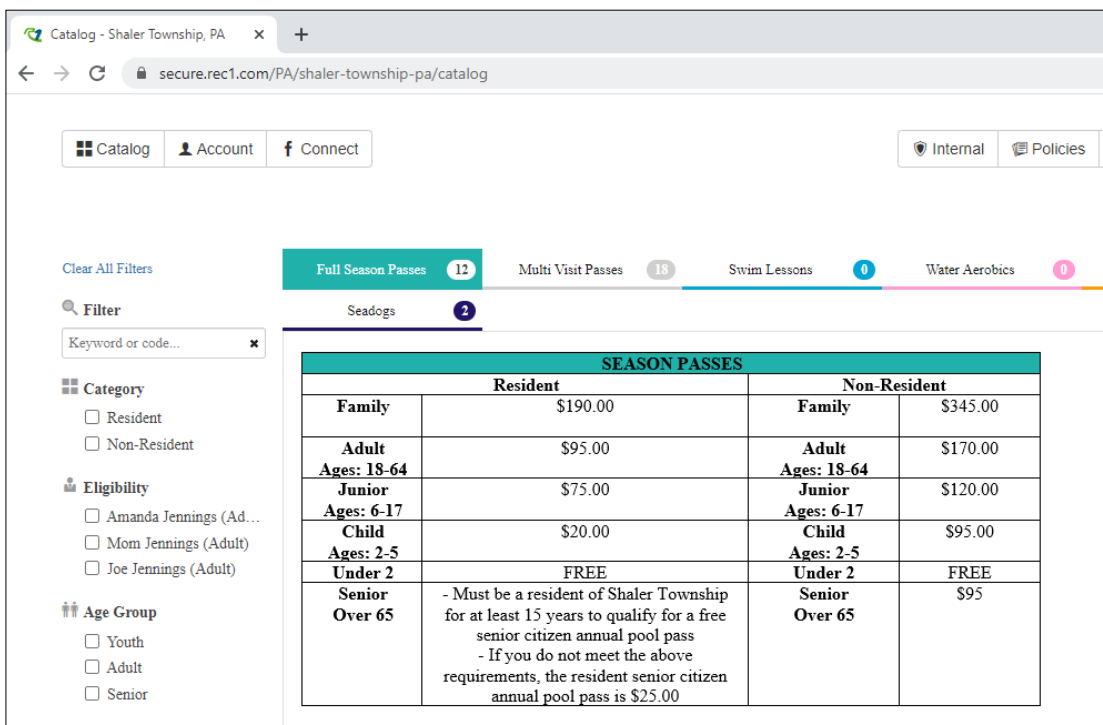 Catalog - Shaler Township, PA
secure.rec1.com/PA/shaler-township-pa/catalog
Catalog Account Connect
Internal Policies
Clear All Filters
Full Season Passes 12 Multi Visit Passes 18 Swim Lessons 0 Water Aerobics 0
Seadogs 2
Filter
Keyword or code...
Category
Resident
Non-Resident
Eligibility
Amanda Jennings (Ad...
Mom Jennings (Adult)
Joe Jennings (Adult)
Age Group
Youth
Adult
Senior
SEASON PASSES
Resident Non-Resident
Family $190.00 Family $345.00
Adult $95.00 Adult $170.00
Ages: 18-64 Ages: 18-64
Junior $75.00 Junior $120.00
Ages: 6-17 Ages: 6-17
Child $20.00 Child $95.00
Ages: 2-5 Ages: 2-5
Under 2 FREE Under 2 FREE
Senior - Must be a resident of Shaler Township Senior $95
Over 65 for at least 15 years to qualify for a free Over 65
senior citizen annual pool pass
- If you do not meet the above
requirements, the resident senior citizen
annual pool pass is $25.00